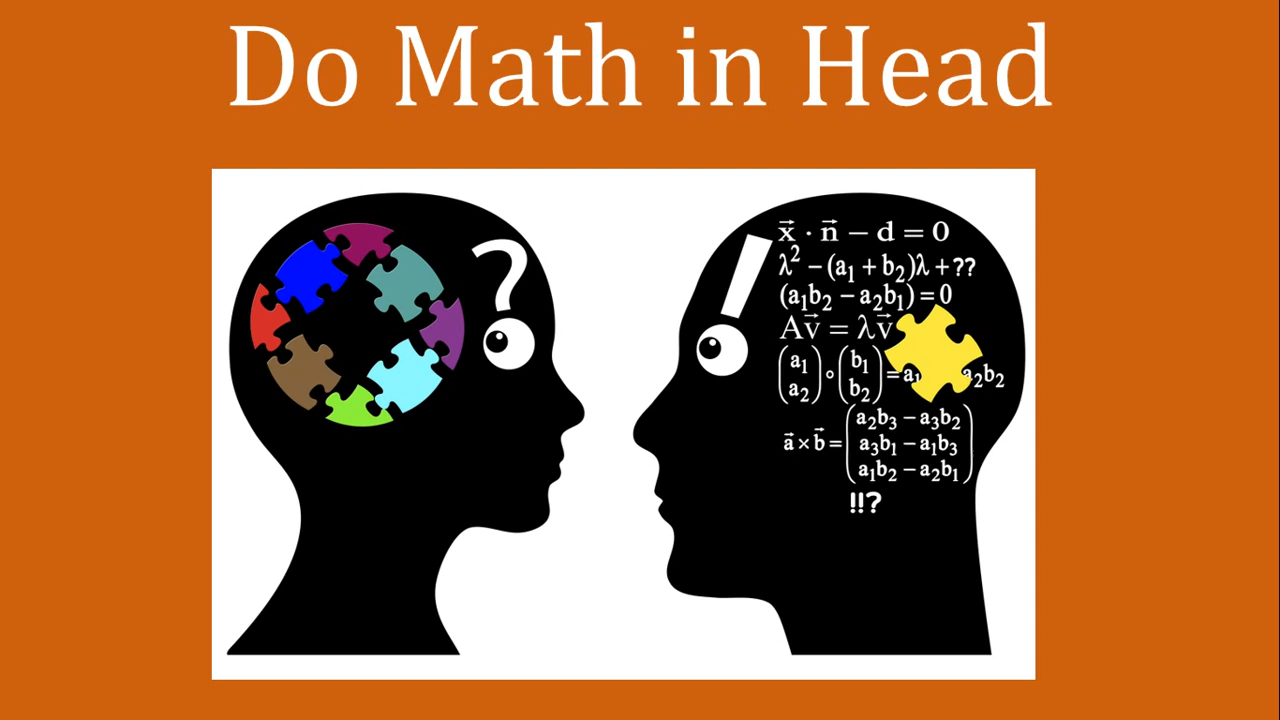 Do Math in Head
?
!
x⃗ · n⃗ − d = 0
λ² − (a₁ + b₂)λ + ??
(a₁b₂ − a₂b₁) = 0
Av⃗ = λv⃗
(a₁ a₂) ∘ (b₁ b₂) = a₁ a₂b₂
a⃗ × b⃗ = (a₂b₃ − a₃b₂
a₃b₁ − a₁b₃
a₁b₂ − a₂b₁)
!!?